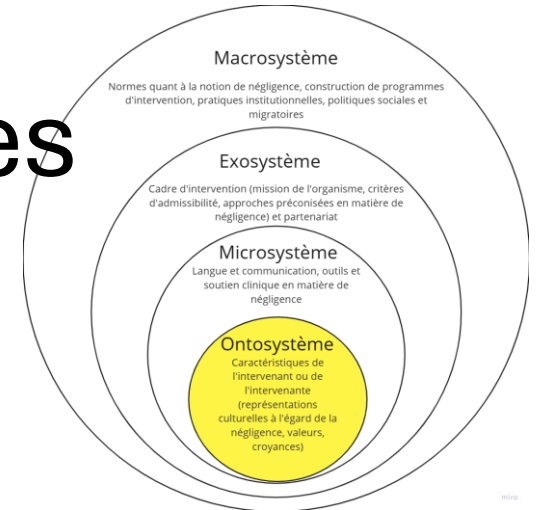 Macrosystème
Normes quant à la notion de négligence, construction de programmes
d'intervention, pratiques institutionnelles, politiques sociales et
migratoires
es
Exosystème
Cadre d'intervention (mission de l'organisme, critères
d'admissibilité, approches préconisées en matière de
négligence) et partenariat
Microsystème
Langue et communication, outils et
soutien clinique en matière de
négligence
Ontosystème
Caractéristiques de
l'intervenant ou de
l'intervenante
(représentations
culturelles à l'égard de la
négligence, valeurs,
croyances)
miro